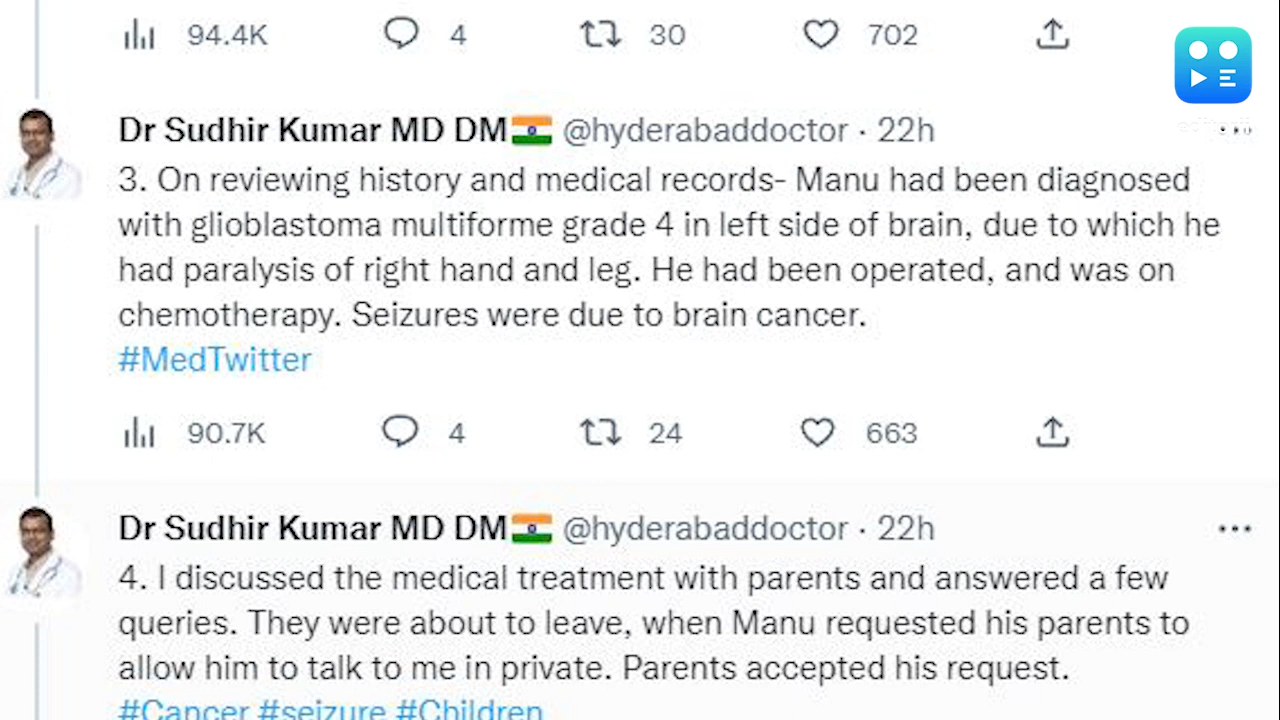 94.4K 4 30 702
Dr Sudhir Kumar MD DM @hyderabaddoctor · 22h
3. On reviewing history and medical records- Manu had been diagnosed
with glioblastoma multiforme grade 4 in left side of brain, due to which he
had paralysis of right hand and leg. He had been operated, and was on
chemotherapy. Seizures were due to brain cancer.
#MedTwitter
90.7K 4 24 663
Dr Sudhir Kumar MD DM @hyderabaddoctor · 22h
4. I discussed the medical treatment with parents and answered a few
queries. They were about to leave, when Manu requested his parents to
allow him to talk to me in private. Parents accepted his request.
#Cancer #seizure #Children